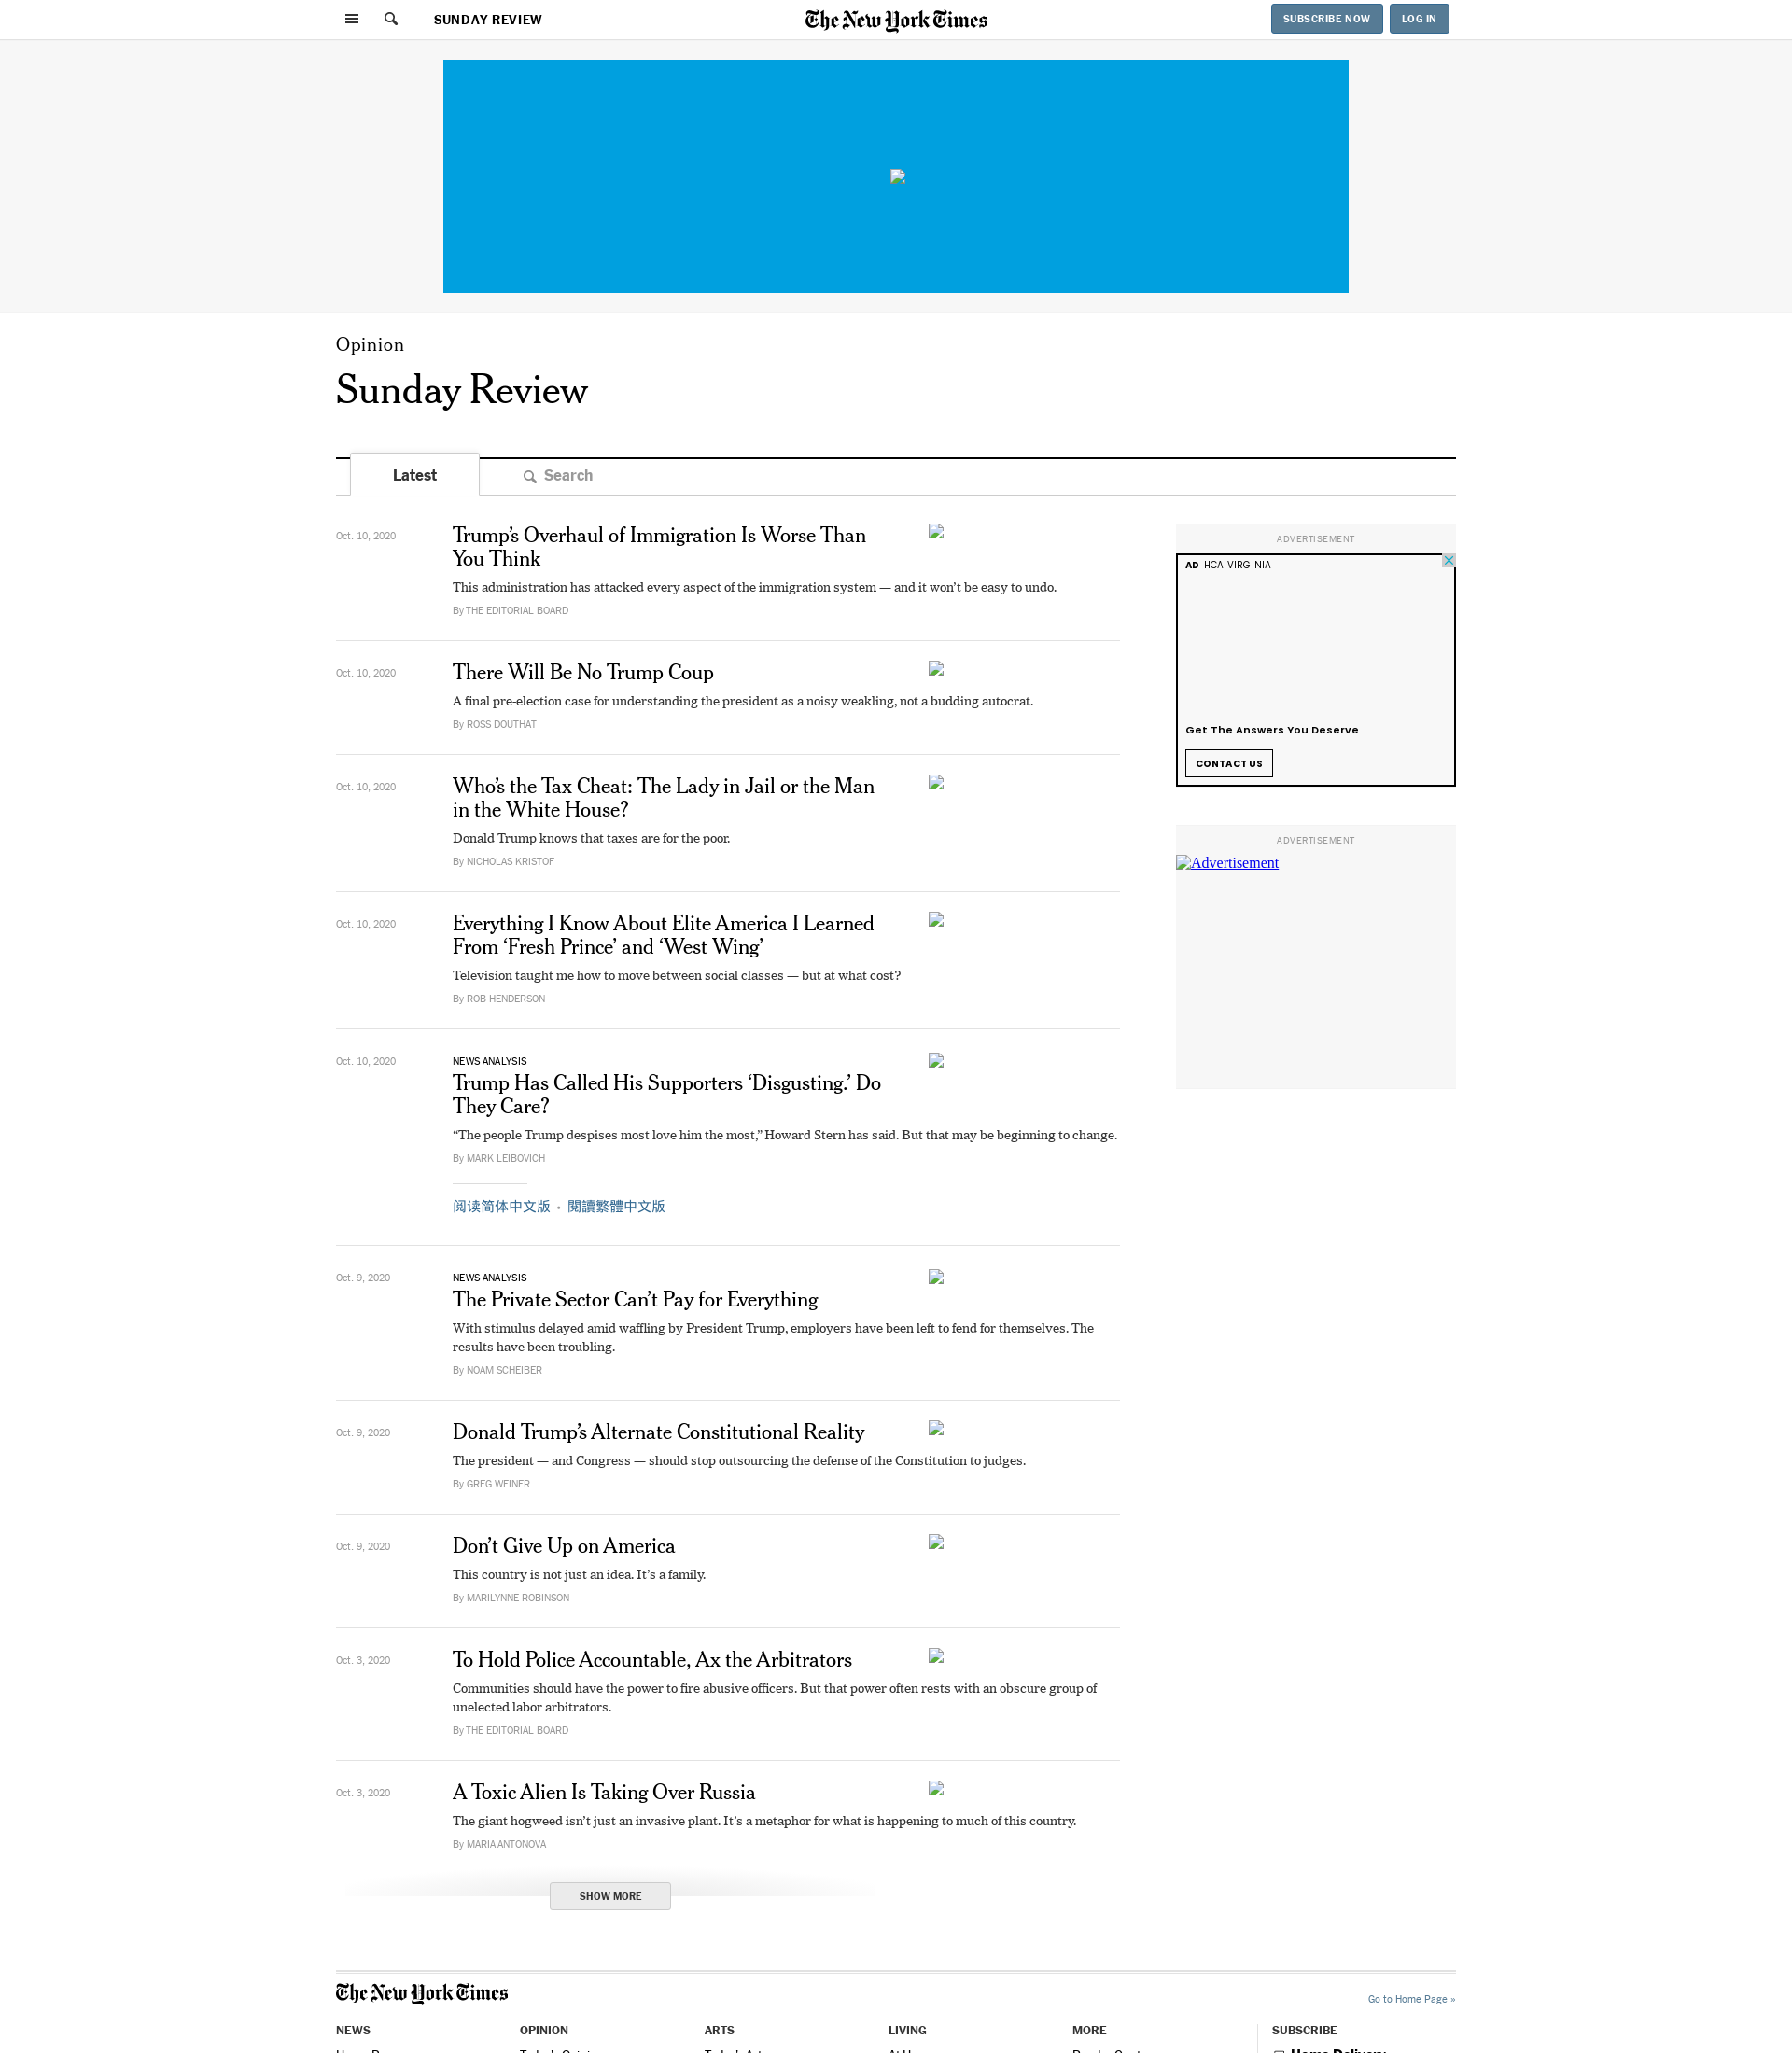 SUNDAY REVIEW
The New York Times
SUBSCRIBE NOW
LOG IN
Opinion
Sunday Review
Latest
Search
Oct. 10, 2020
Trump’s Overhaul of Immigration Is Worse Than
You Think
This administration has attacked every aspect of the immigration system — and it won’t be easy to undo.
By THE EDITORIAL BOARD
Oct. 10, 2020
There Will Be No Trump Coup
A final pre-election case for understanding the president as a noisy weakling, not a budding autocrat.
By ROSS DOUTHAT
Oct. 10, 2020
Who’s the Tax Cheat: The Lady in Jail or the Man
in the White House?
Donald Trump knows that taxes are for the poor.
By NICHOLAS KRISTOF
Oct. 10, 2020
Everything I Know About Elite America I Learned
From ‘Fresh Prince’ and ‘West Wing’
Television taught me how to move between social classes — but at what cost?
By ROB HENDERSON
Oct. 10, 2020
NEWS ANALYSIS
Trump Has Called His Supporters ‘Disgusting.’ Do
They Care?
“The people Trump despises most love him the most,” Howard Stern has said. But that may be beginning to change.
By MARK LEIBOVICH
阅读简体中文版 • 閱讀繁體中文版
Oct. 9, 2020
NEWS ANALYSIS
The Private Sector Can’t Pay for Everything
With stimulus delayed amid waffling by President Trump, employers have been left to fend for themselves. The
results have been troubling.
By NOAM SCHEIBER
Oct. 9, 2020
Donald Trump’s Alternate Constitutional Reality
The president — and Congress — should stop outsourcing the defense of the Constitution to judges.
By GREG WEINER
Oct. 9, 2020
Don’t Give Up on America
This country is not just an idea. It’s a family.
By MARILYNNE ROBINSON
Oct. 3, 2020
To Hold Police Accountable, Ax the Arbitrators
Communities should have the power to fire abusive officers. But that power often rests with an obscure group of
unelected labor arbitrators.
By THE EDITORIAL BOARD
Oct. 3, 2020
A Toxic Alien Is Taking Over Russia
The giant hogweed isn’t just an invasive plant. It’s a metaphor for what is happening to much of this country.
By MARIA ANTONOVA
SHOW MORE
ADVERTISEMENT
AD HCA VIRGINIA
Get The Answers You Deserve
CONTACT US
ADVERTISEMENT
Advertisement
The New York Times
Go to Home Page »
NEWS
OPINION
ARTS
LIVING
MORE
SUBSCRIBE